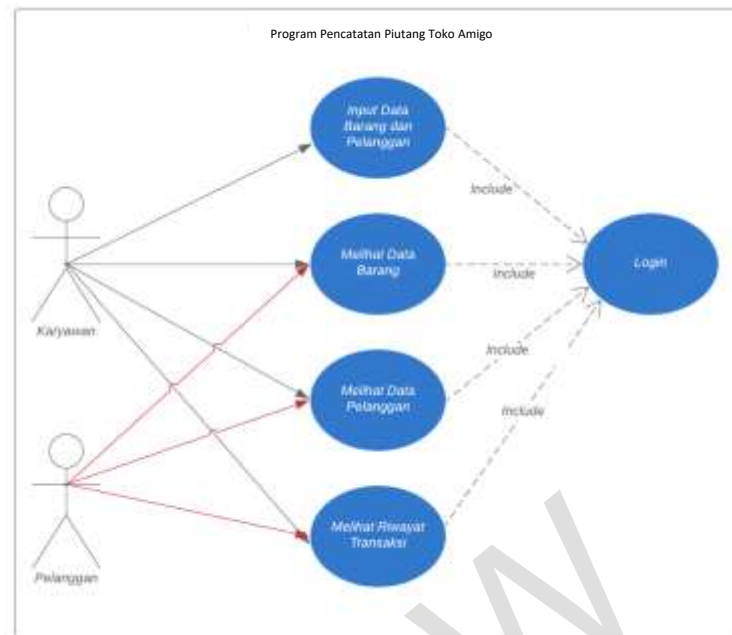 Program Pencatatan Piutang Toko Amigo
Input Data
Barang dan
Pelanggan
Include
Melihat Data
Barang
Include
Login
Karyawan
Include
Melihat Data
Pelanggan
Include
Melihat Riwayat
Transaksi
Pelanggan
W